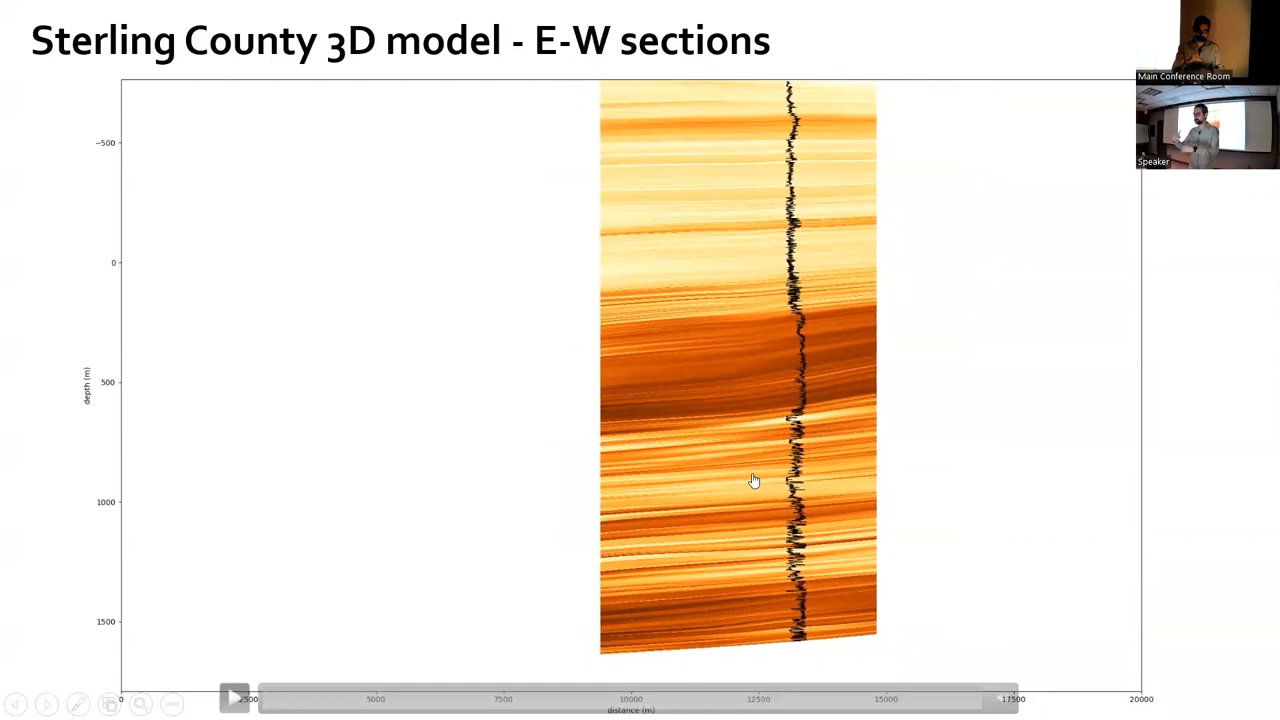 Sterling County 3D model - E-W sections
Main Conference Room
Speaker
−500
0
500
1000
1500
depth (m)
0 2500 5000 7500 10000 12500 15000 17500 20000
distance (m)